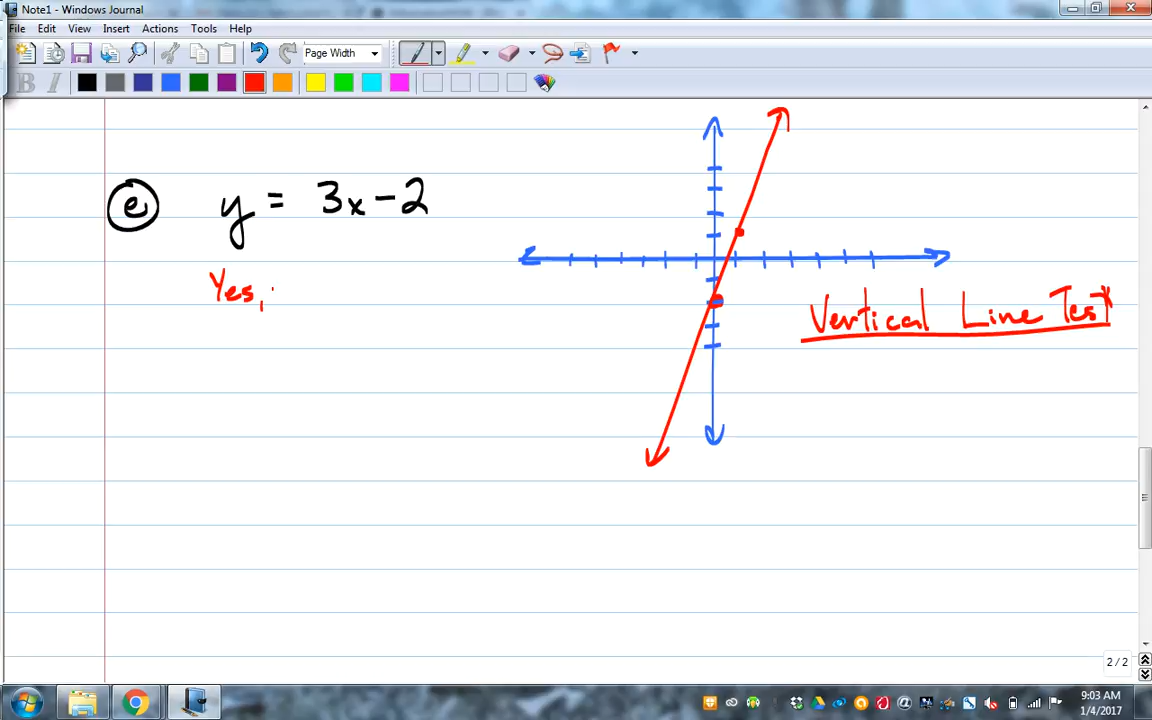 Note1 - Windows Journal
File Edit View Insert Actions Tools Help
Page Width
B I
e y = 3x - 2
Yes,
Vertical Line Test
2 / 2
9:03 AM
1/4/2017